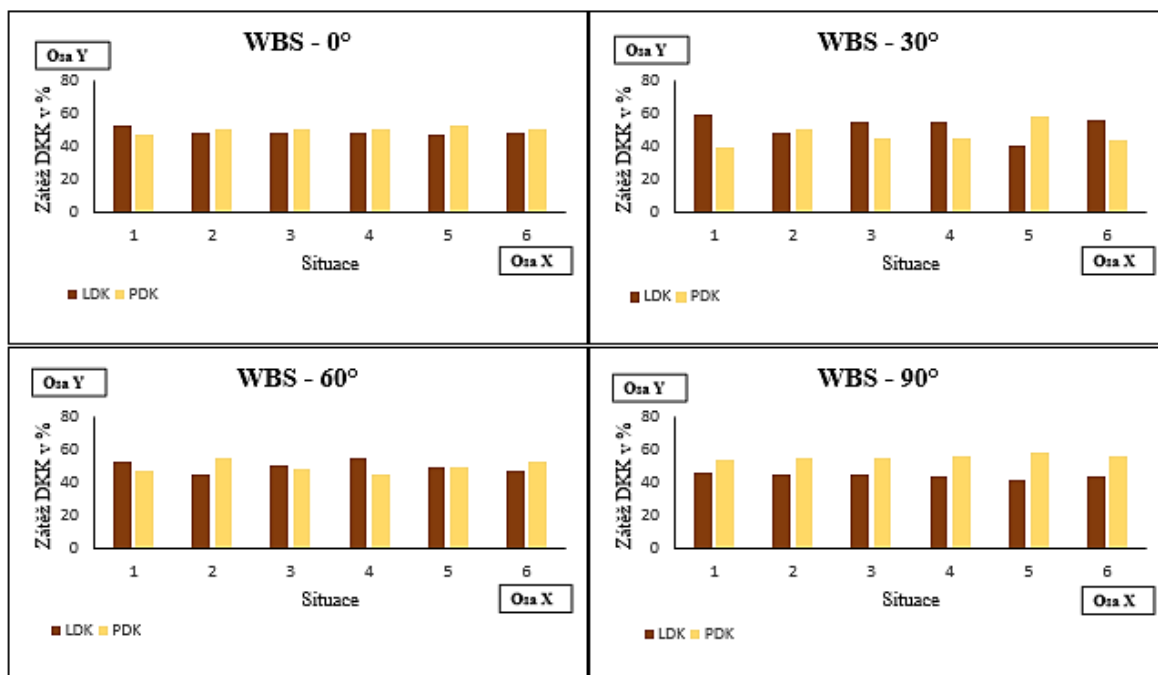 WBS - 0°
Osa Y
Zátěž DKK v %
80
60
40
20
0
1 2 3 4 5 6
Situace
Osa X
LDK PDK
WBS - 30°
Osa Y
Zátěž DKK v %
80
60
40
20
0
1 2 3 4 5 6
Situace
Osa X
LDK PDK
WBS - 60°
Osa Y
Zátěž DKK v %
80
60
40
20
0
1 2 3 4 5 6
Situace
Osa X
LDK PDK
WBS - 90°
Osa Y
Zátěž DKK v %
80
60
40
20
0
1 2 3 4 5 6
Situace
Osa X
LDK PDK